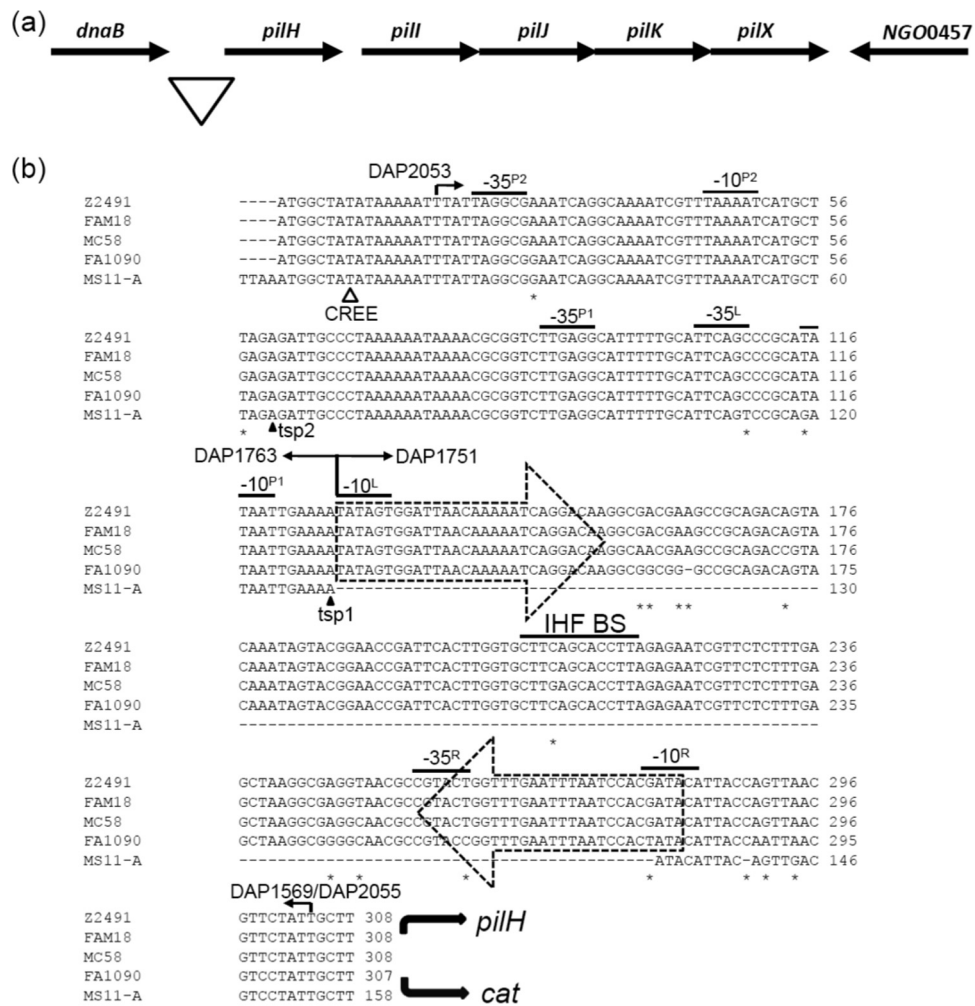 (a)
dnaB pilH pilI pilJ pilK pilX NGO0457
(b)
DAP2053 -35P2 -10P2
Z2491 ----ATGGCTATATAAAAATTTATTAGGCGAAATCAGGCAAAATCGTTTAAAATCATGCT 56
FAM18 ----ATGGCTATATAAAAATTTATTAGGCGAAATCAGGCAAAATCGTTTAAAATCATGCT 56
MC58 ----ATGGCTATATAAAAATTTATTAGGCGAAATCAGGCAAAATCGTTTAAAATCATGCT 56
FA1090 ----ATGGCTATATAAAAATTTATTAGGCGGAATCAGGCAAAATCGTTTAAAATCATGCT 56
MS11-A TTAAATGGCTATATAAAAATTTATTAGGCGGAATCAGGCAAAATCGTTTAAAATCATGCT 60
*
CREE -35P1 -35L
Z2491 TAGAGATTGCCCTAAAAAATAAAACGCGGTCTTGAGGCATTTTTGCATTCAGCCCGCATA 116
FAM18 GAGAGATTGCCCTAAAAAATAAAACGCGGTCTTGAGGCATTTTTGCATTCAGCCCGCATA 116
MC58 GAGAGATTGCCCTAAAAAATAAAACGCGGTCTTGAGGCATTTTTGCATTCAGCCCGCATA 116
FA1090 TAGAGATTGCCCTAAAAAATAAAACGCGGTCTTGAGGCATTTTTGCATTCAGCCCGCATA 116
MS11-A TAGAGATTGCCCTAAAAAATAAAACGCGGTCTTGAGGCATTTTTGCATTCAGTCCGCAGA 120
* tsp2 * *
DAP1763 DAP1751
-10P1 -10L
Z2491 TAATTGAAAATATAGTGGATTAACAAAAATCAGGACAAGGCGACGAAGCCGCAGACAGTA 176
FAM18 TAATTGAAAATATAGTGGATTAACAAAAATCAGGACAAGGCGACGAAGCCGCAGACAGTA 176
MC58 TAATTGAAAATATAGTGGATTAACAAAAATCAGGACAAGGCAACGAAGCCGCAGACCGTA 176
FA1090 TAATTGAAAATATAGTGGATTAACAAAAATCAGGACAAGGCGGCGG-GCCGCAGACAGTA 175
MS11-A TAATTGAAAA-------------------------------------------------- 130
tsp1 ** ** *
IHF BS
Z2491 CAAATAGTACGGAACCGATTCACTTGGTGCTTCAGCACCTTAGAGAATCGTTCTCTTTGA 236
FAM18 CAAATAGTACGGAACCGATTCACTTGGTGCTTCAGCACCTTAGAGAATCGTTCTCTTTGA 236
MC58 CAAATAGTACGGAACCGATTCACTTGGTGCTTGAGCACCTTAGAGAATCGTTCTCTTTGA 236
FA1090 CAAATAGTACGGAACCGATTCACTTGGTGCTTCAGCACCTTAGAGAATCGTTCTCTTTGA 235
MS11-A ------------------------------------------------------------
*
-35R -10R
Z2491 GCTAAGGCGAGGTAACGCCGTACTGGTTTGAATTTAATCCACGATACATTACCAGTTAAC 296
FAM18 GCTAAGGCGAGGTAACGCCGTACTGGTTTGAATTTAATCCACGATACATTACCAGTTAAC 296
MC58 GCTAAGGCGAGGCAACGCCGTACTGGTTTGAATTTAATCCACGATACATTACCAGTTAAC 296
FA1090 GCTAAGGCGGGGCAACGCCGTACCGGTTTGAATTTAATCCACTATACATTACCAATTAAC 295
MS11-A -------------------------------------------ATACATTAC-AGTTGAC 146
* * * * * * *
DAP1569/DAP2055
Z2491 GTTCTATTGCTT 308 pilH
FAM18 GTTCTATTGCTT 308
MC58 GTTCTATTGCTT 308
FA1090 GTCCTATTGCTT 307
MS11-A GTCCTATTGCTT 158 cat